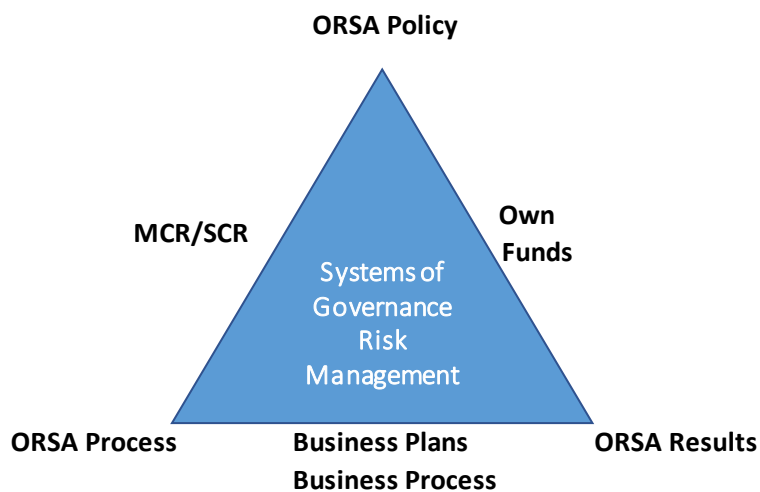 ORSA Policy
MCR/SCR
Own
Funds
Systems of
Governance
Risk
Management
ORSA Process
Business Plans
Business Process
ORSA Results